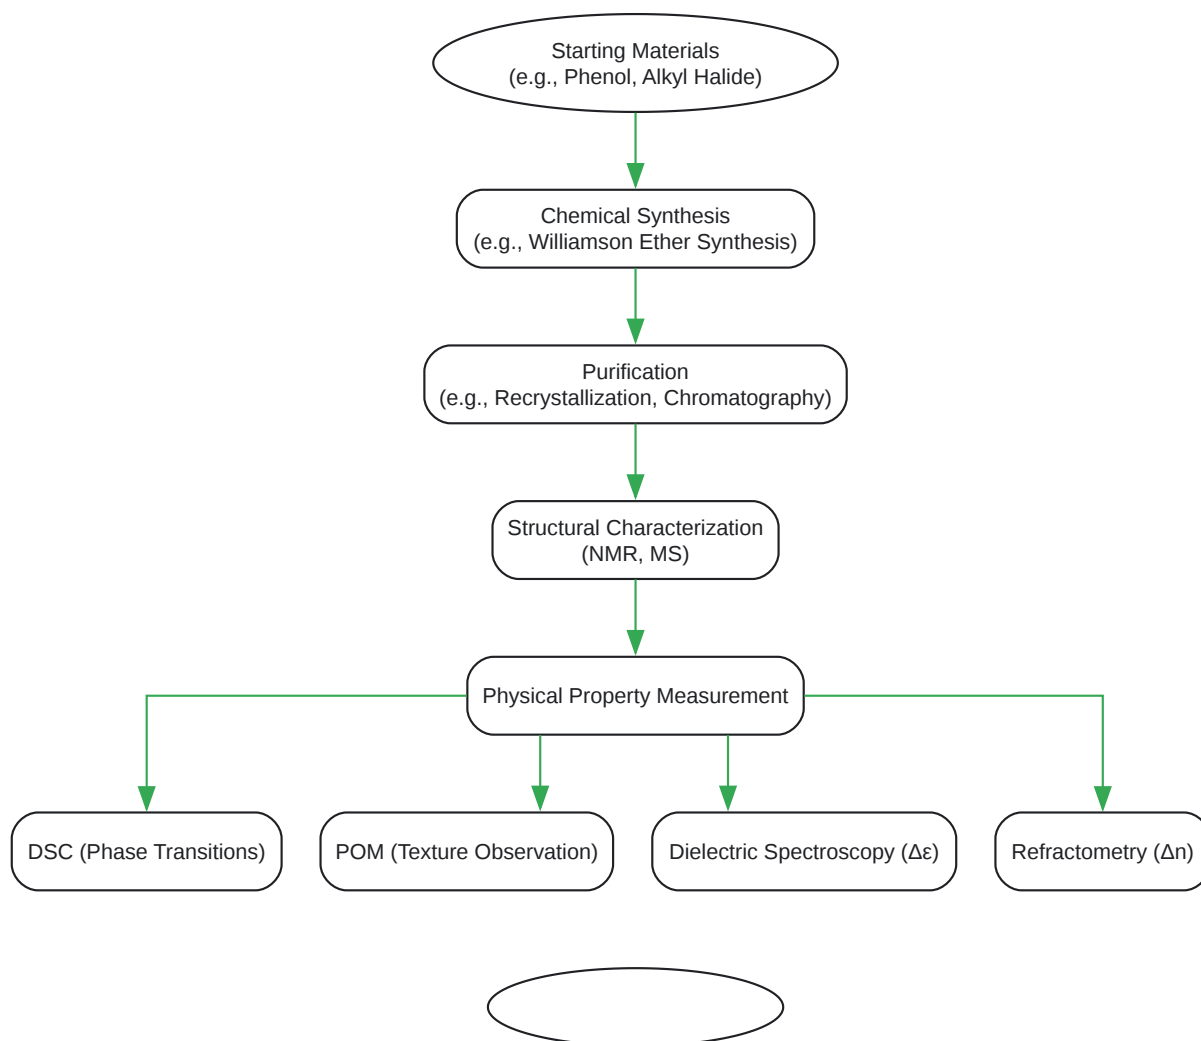 Starting Materials
(e.g., Phenol, Alkyl Halide)
Chemical Synthesis
(e.g., Williamson Ether Synthesis)
Purification
(e.g., Recrystallization, Chromatography)
Structural Characterization
(NMR, MS)
Physical Property Measurement
DSC (Phase Transitions)
POM (Texture Observation)
Dielectric Spectroscopy (Δε)
Refractometry (Δn)